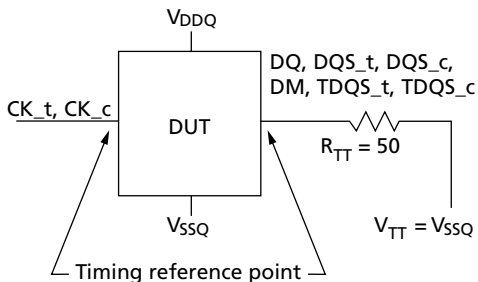 VDDQ
DQ, DQS_t, DQS_c,
DM, TDQS_t, TDQS_c
CK_t, CK_c
DUT
RTT = 50
VSSQ
VTT = VSSQ
Timing reference point